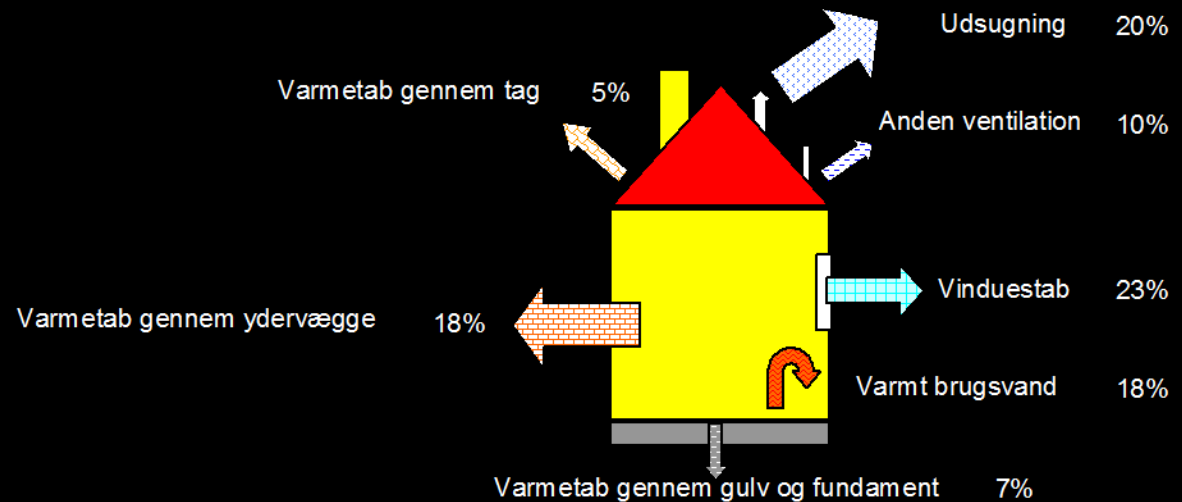 Udsugning 20%
Varmetab gennem tag 5%
Anden ventilation 10%
Vinduestab 23%
Varmetab gennem ydervægge 18%
Varmt brugsvand 18%
Varmetab gennem gulv og fundament 7%